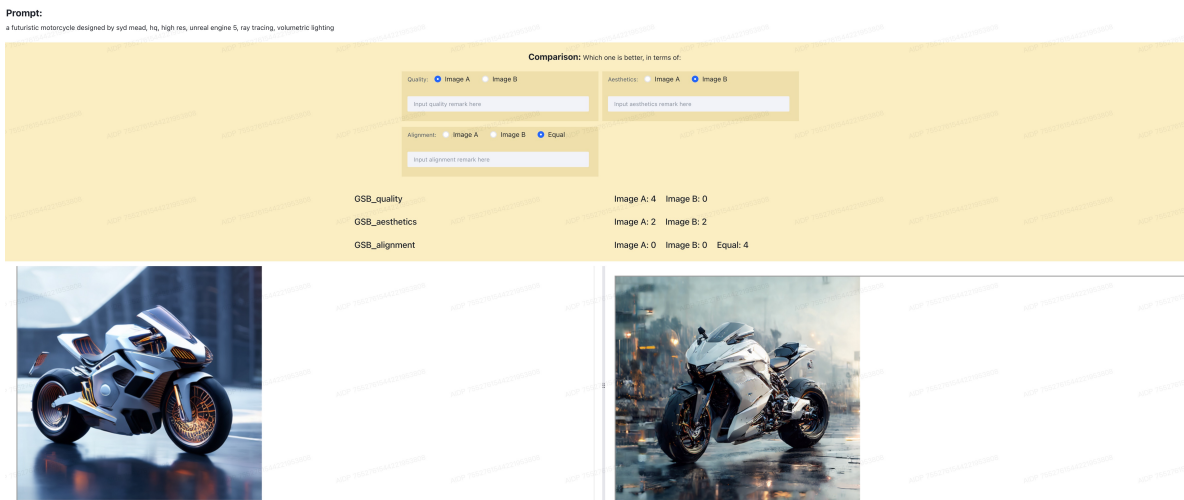 Prompt:
a futuristic motorcycle designed by syd mead, hq, high res, unreal engine 5, ray tracing, volumetric lighting
Comparison: Which one is better, in terms of:
Quality: Image A Image B
Input quality remark here
Aesthetics: Image A Image B
Input aesthetics remark here
Alignment: Image A Image B Equal
Input alignment remark here
GSB_quality Image A: 4 Image B: 0
GSB_aesthetics Image A: 2 Image B: 2
GSB_alignment Image A: 0 Image B: 0 Equal: 4